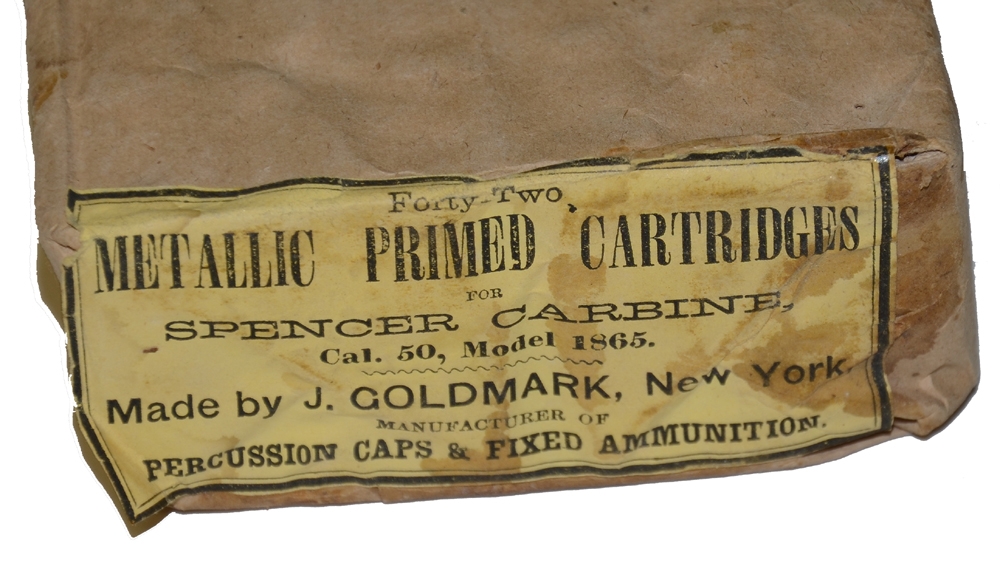 Forty-Two
METALLIC PRIMED CARTRIDGES
FOR
SPENCER CARBINE,
Cal. 50, Model 1865.
Made by J. GOLDMARK, New York.
MANUFACTURER OF
PERCUSSION CAPS & FIXED AMMUNITION.